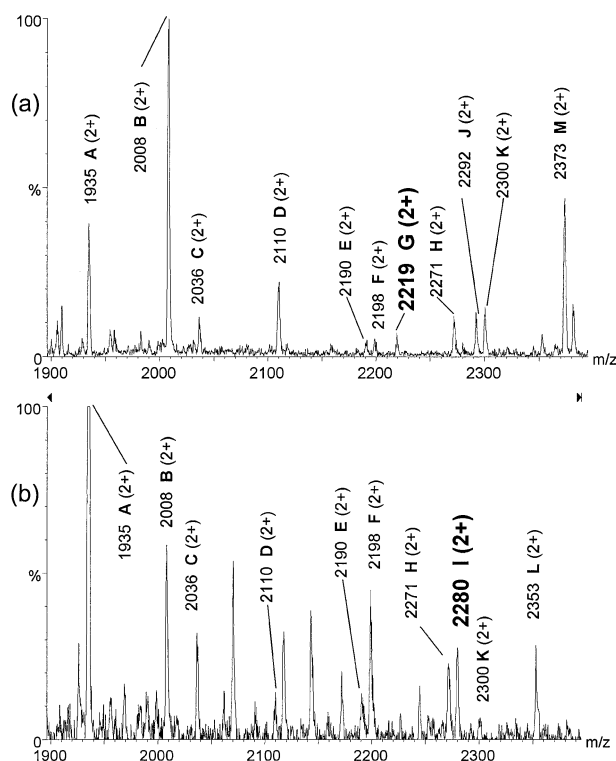 (a)
100
%
0
1935 A (2+)
2008 B (2+)
2036 C (2+)
2110 D (2+)
2190 E (2+)
2198 F (2+)
2219 G (2+)
2271 H (2+)
2292 J (2+)
2300 K (2+)
2373 M (2+)
1900 2000 2100 2200 2300 m/z
(b)
100
%
0
1935 A (2+)
2008 B (2+)
2036 C (2+)
2110 D (2+)
2190 E (2+)
2198 F (2+)
2271 H (2+)
2280 I (2+)
2300 K (2+)
2353 L (2+)
1900 2000 2100 2200 2300 m/z